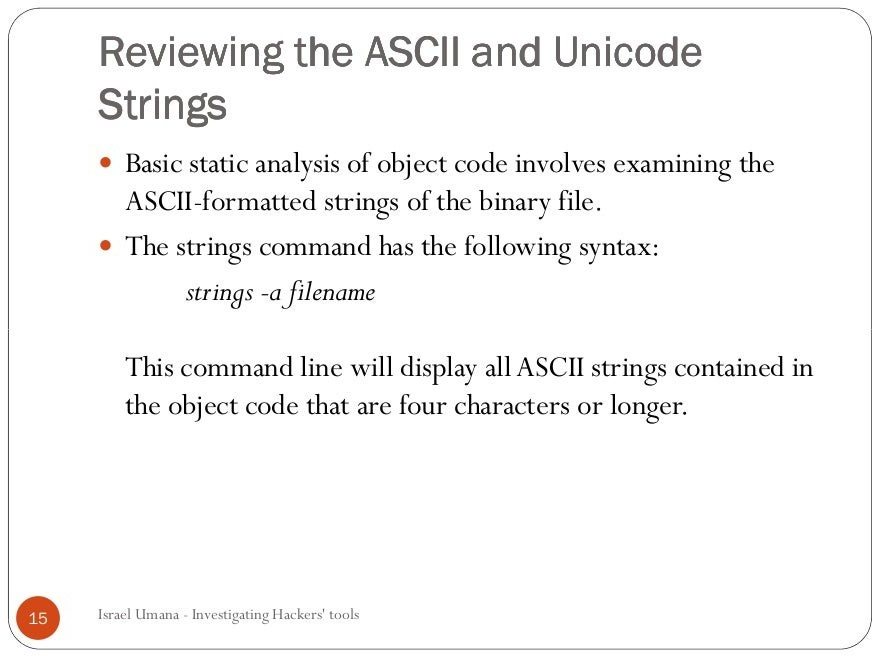 Reviewing the ASCII and Unicode
Strings
• Basic static analysis of object code involves examining the
ASCII-formatted strings of the binary file.
• The strings command has the following syntax:
strings -a filename
This command line will display all ASCII strings contained in
the object code that are four characters or longer.
15
Israel Umana - Investigating Hackers' tools